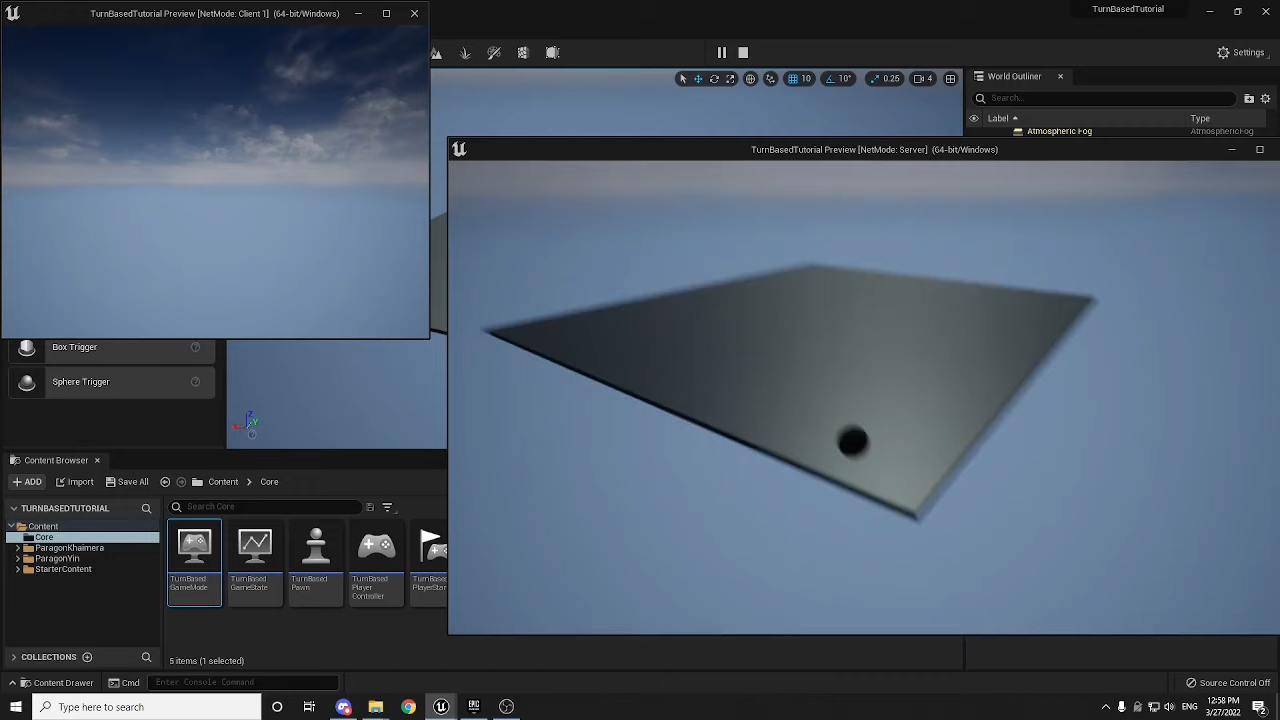 TurnBasedTutorial Preview [NetMode: Client 1] (64-bit/Windows)
TurnBasedTutorial
Settings
10
10°
0.25
4
World Outliner
Search...
Label
Type
Atmospheric Fog
AtmosphericFog
TurnBasedTutorial Preview [NetMode: Server] (64-bit/Windows)
Box Trigger
Sphere Trigger
Z
Y
Content Browser
ADD
Import
Save All
Content
Core
TURNBASEDTUTORIAL
Search Core
Content
Core
ParagonKhaimera
ParagonYin
StarterContent
TurnBased
GameMode
TurnBased
GameState
TurnBased
Pawn
TurnBased
Player
Controller
TurnBased
PlayerStart
COLLECTIONS
5 items (1 selected)
Content Drawer
Cmd
Enter Console Command
Source Control Off
Type here to search
ENG
12:58 PM
3/27/2022